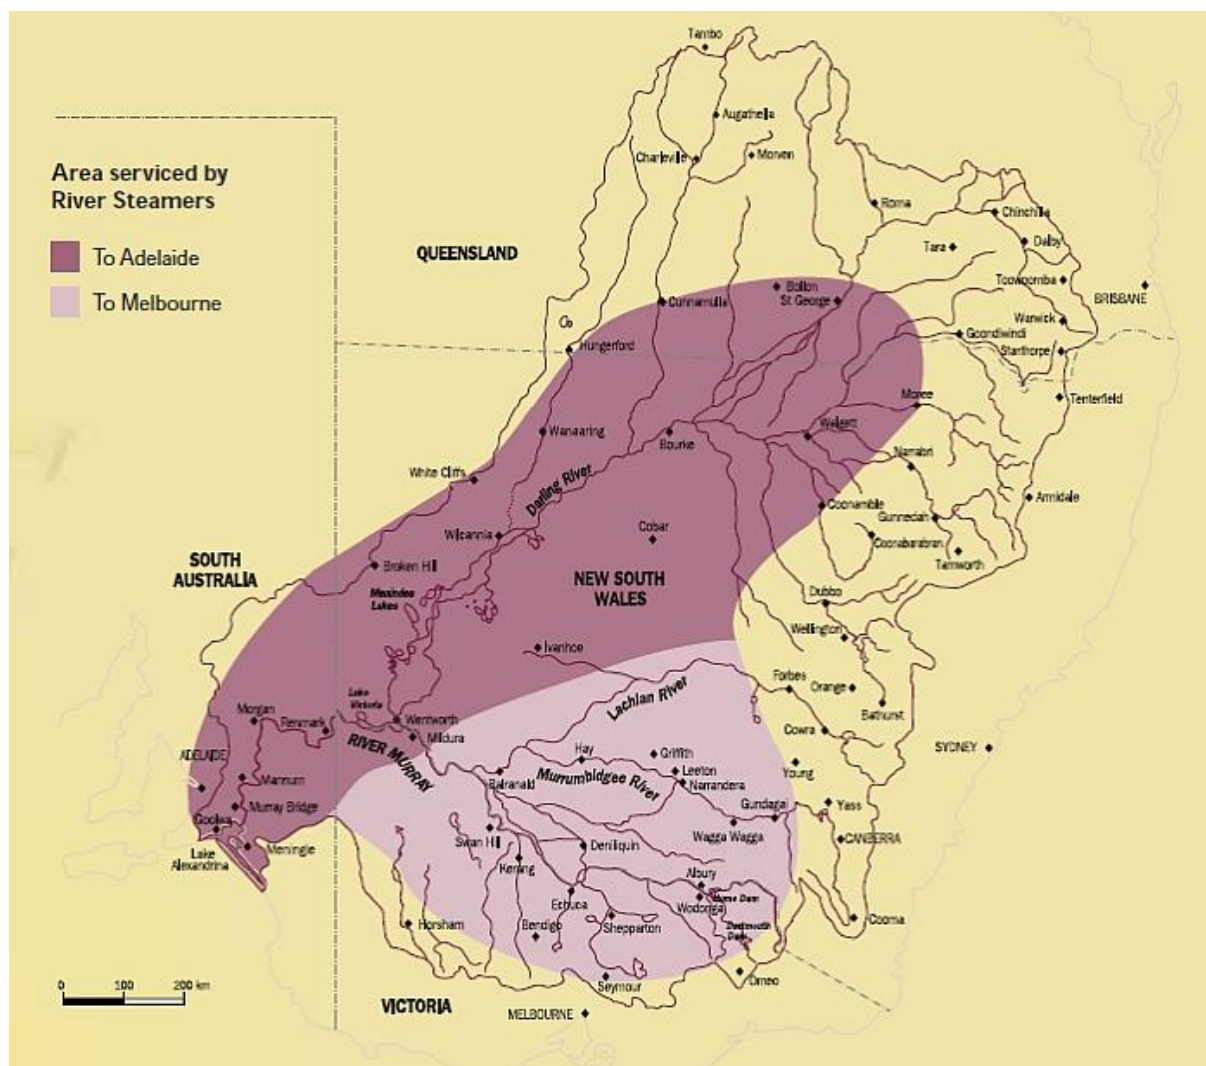 Area serviced by
River Steamers
To Adelaide
To Melbourne
Tambo
Augathella
Charleville
Morven
Roma
Chinchilla
QUEENSLAND
Tara
Dalby
Toowoomba
BRISBANE
Bollon
St George
Cunnamulla
Warwick
Goondiwindi
Stanthorpe
Hungerford
Moree
Tenterfield
Wanaaring
Bourke
Walgett
Narrabri
White Cliffs
Darling River
Coonamble
Armidale
Gunnedah
Wilcannia
Cobar
Coonabarabran
Tamworth
SOUTH
AUSTRALIA
Broken Hill
NEW SOUTH
WALES
Menindee
Lakes
Dubbo
Wellington
Ivanhoe
Forbes
Orange
Lachlan River
Lake
Victoria
Bathurst
Morgan
Renmark
Wentworth
Mildura
Cowra
SYDNEY
RIVER MURRAY
ADELAIDE
Hay
Griffith
Young
Mannum
Balranald
Murrumbidgee River
Leeton
Narrandera
Murray Bridge
Gundagai
Yass
Goolwa
Wagga Wagga
CANBERRA
Lake
Alexandrina
Meningie
Swan Hill
Deniliquin
Kerang
Albury
Hume Dam
Wodonga
Echuca
Cooma
Horsham
Bendigo
Shepparton
Dartmouth
Dam
Omeo
Seymour
0 100 200 km
VICTORIA
MELBOURNE